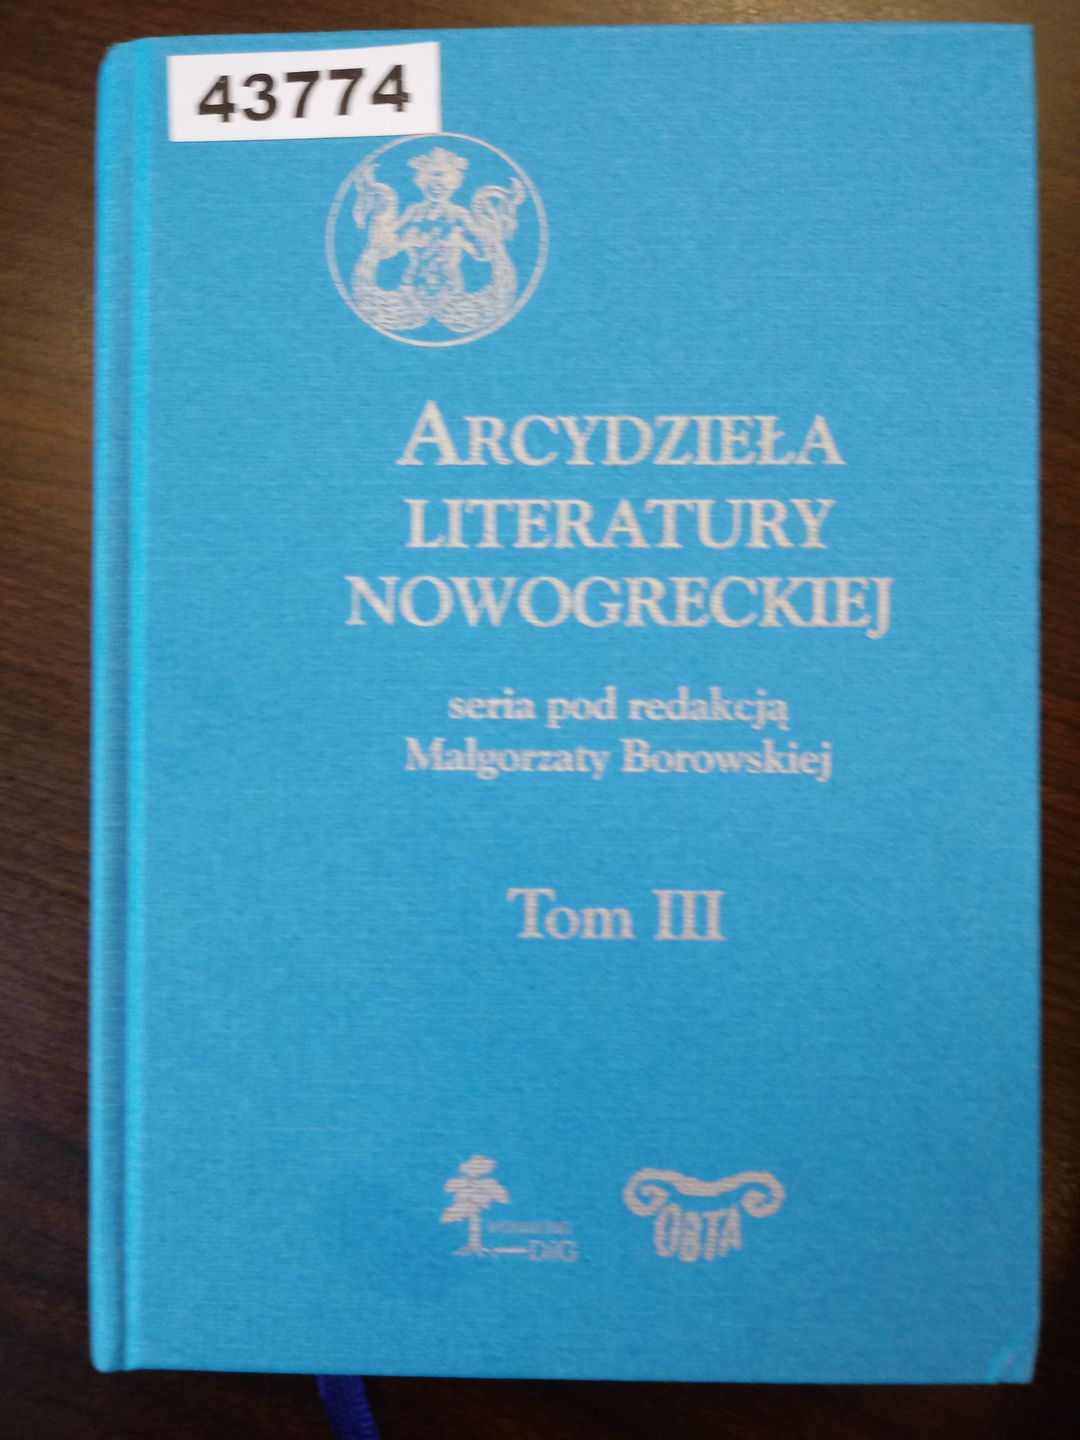 43774
ARCYDZIEŁA
LITERATURY
NOWOGRECKIEJ
seria pod redakcją
Małgorzaty Borowskiej
Tom III
DiG
OBTA